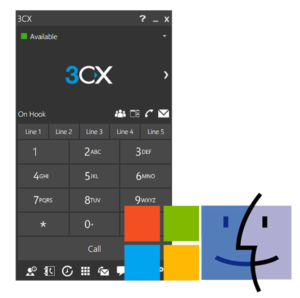 3CX ? _ x
Available
3CX
On Hook
Line 1 Line 2 Line 3 Line 4 Line 5
1 2ABC 3DEF
4GHI 5JKL 6MNO
7PQRS 8TUV 9WXYZ
* 0+
Call